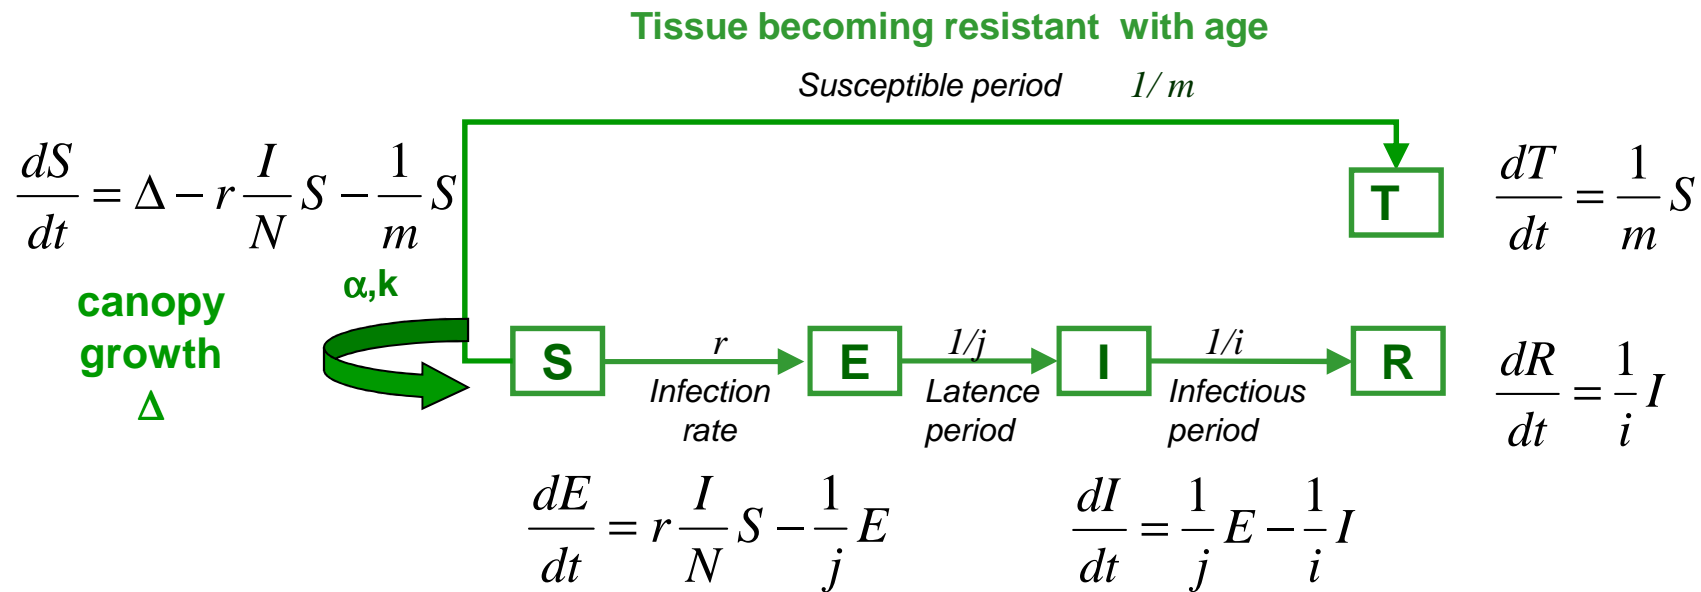 Tissue becoming resistant with age
Susceptible period 1/ m
dS/dt = Δ − r I/N S − 1/m S
T
dT/dt = 1/m S
canopy
growth
Δ
α,k
S
r
Infection
rate
E
1/j
Latence
period
I
1/i
Infectious
period
R
dR/dt = 1/i I
dE/dt = r I/N S − 1/j E
dI/dt = 1/j E − 1/i I